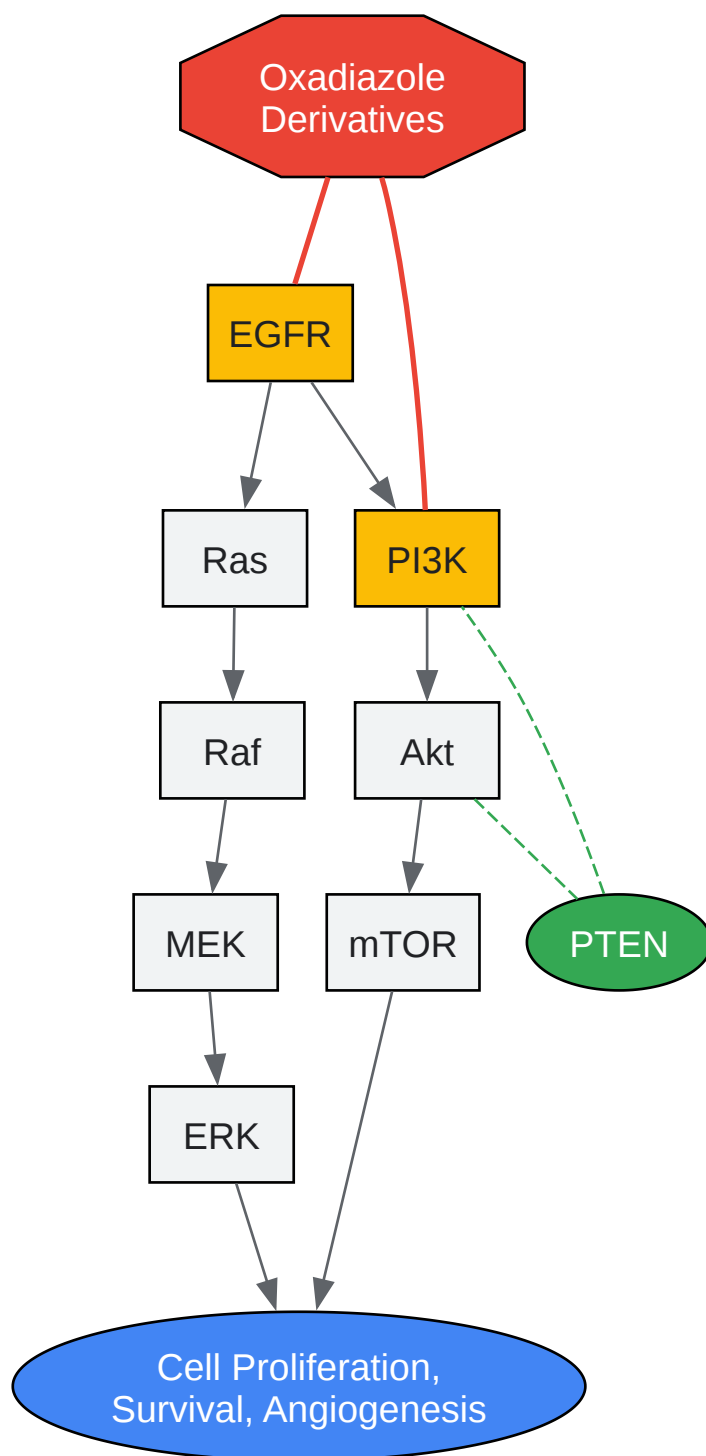 Oxadiazole
Derivatives
EGFR
Ras
PI3K
Raf
Akt
MEK
mTOR
PTEN
ERK
Cell Proliferation,
Survival, Angiogenesis